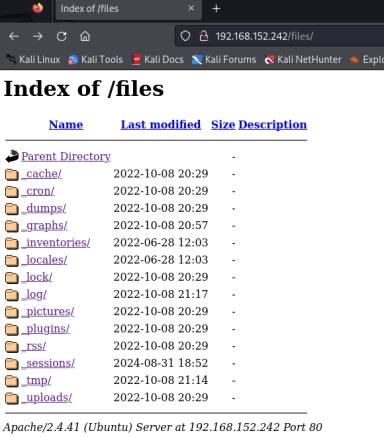 Index of /files
192.168.152.242/files/
Kali Linux Kali Tools Kali Docs Kali Forums Kali NetHunter Explo
Index of /files
Name Last modified Size Description
Parent Directory -
_cache/ 2022-10-08 20:29 -
_cron/ 2022-10-08 20:29 -
_dumps/ 2022-10-08 20:29 -
_graphs/ 2022-10-08 20:57 -
_inventories/ 2022-06-28 12:03 -
_locales/ 2022-06-28 12:03 -
_lock/ 2022-10-08 20:29 -
_log/ 2022-10-08 21:17 -
_pictures/ 2022-10-08 20:29 -
_plugins/ 2022-10-08 20:29 -
_rss/ 2022-10-08 20:29 -
_sessions/ 2024-08-31 18:52 -
_tmp/ 2022-10-08 21:14 -
_uploads/ 2022-10-08 20:29 -
Apache/2.4.41 (Ubuntu) Server at 192.168.152.242 Port 80